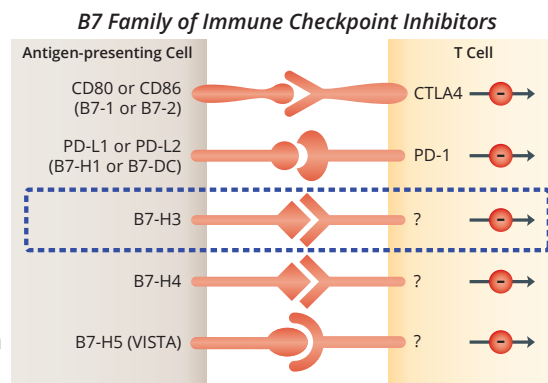 B7 Family of Immune Checkpoint Inhibitors
Antigen-presenting Cell
T Cell
CD80 or CD86
(B7-1 or B7-2)
CTLA4
-
PD-L1 or PD-L2
(B7-H1 or B7-DC)
PD-1
-
B7-H3
?
-
B7-H4
?
-
B7-H5 (VISTA)
?
-